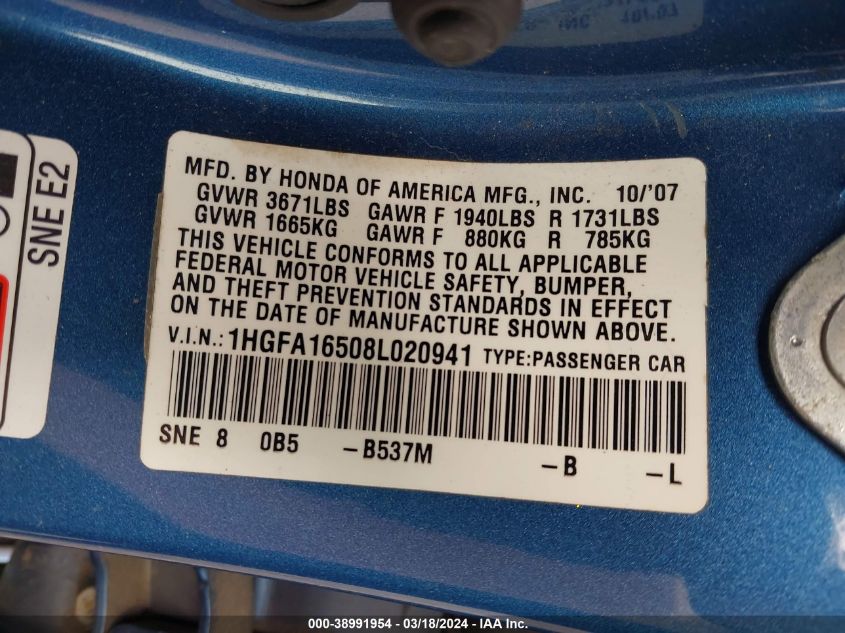 MFD. BY HONDA OF AMERICA MFG., INC. 10/'07
GVWR 3671LBS GAWR F 1940LBS R 1731LBS
GVWR 1665KG GAWR F 880KG R 785KG
THIS VEHICLE CONFORMS TO ALL APPLICABLE
FEDERAL MOTOR VEHICLE SAFETY, BUMPER,
AND THEFT PREVENTION STANDARDS IN EFFECT
ON THE DATE OF MANUFACTURE SHOWN ABOVE.
V.I.N.: 1HGFA16508L020941 TYPE:PASSENGER CAR
SNE 8 0B5 -B537M -B -L
SNE E2
000-38991954 / 03/18/2024 - IAA Inc.